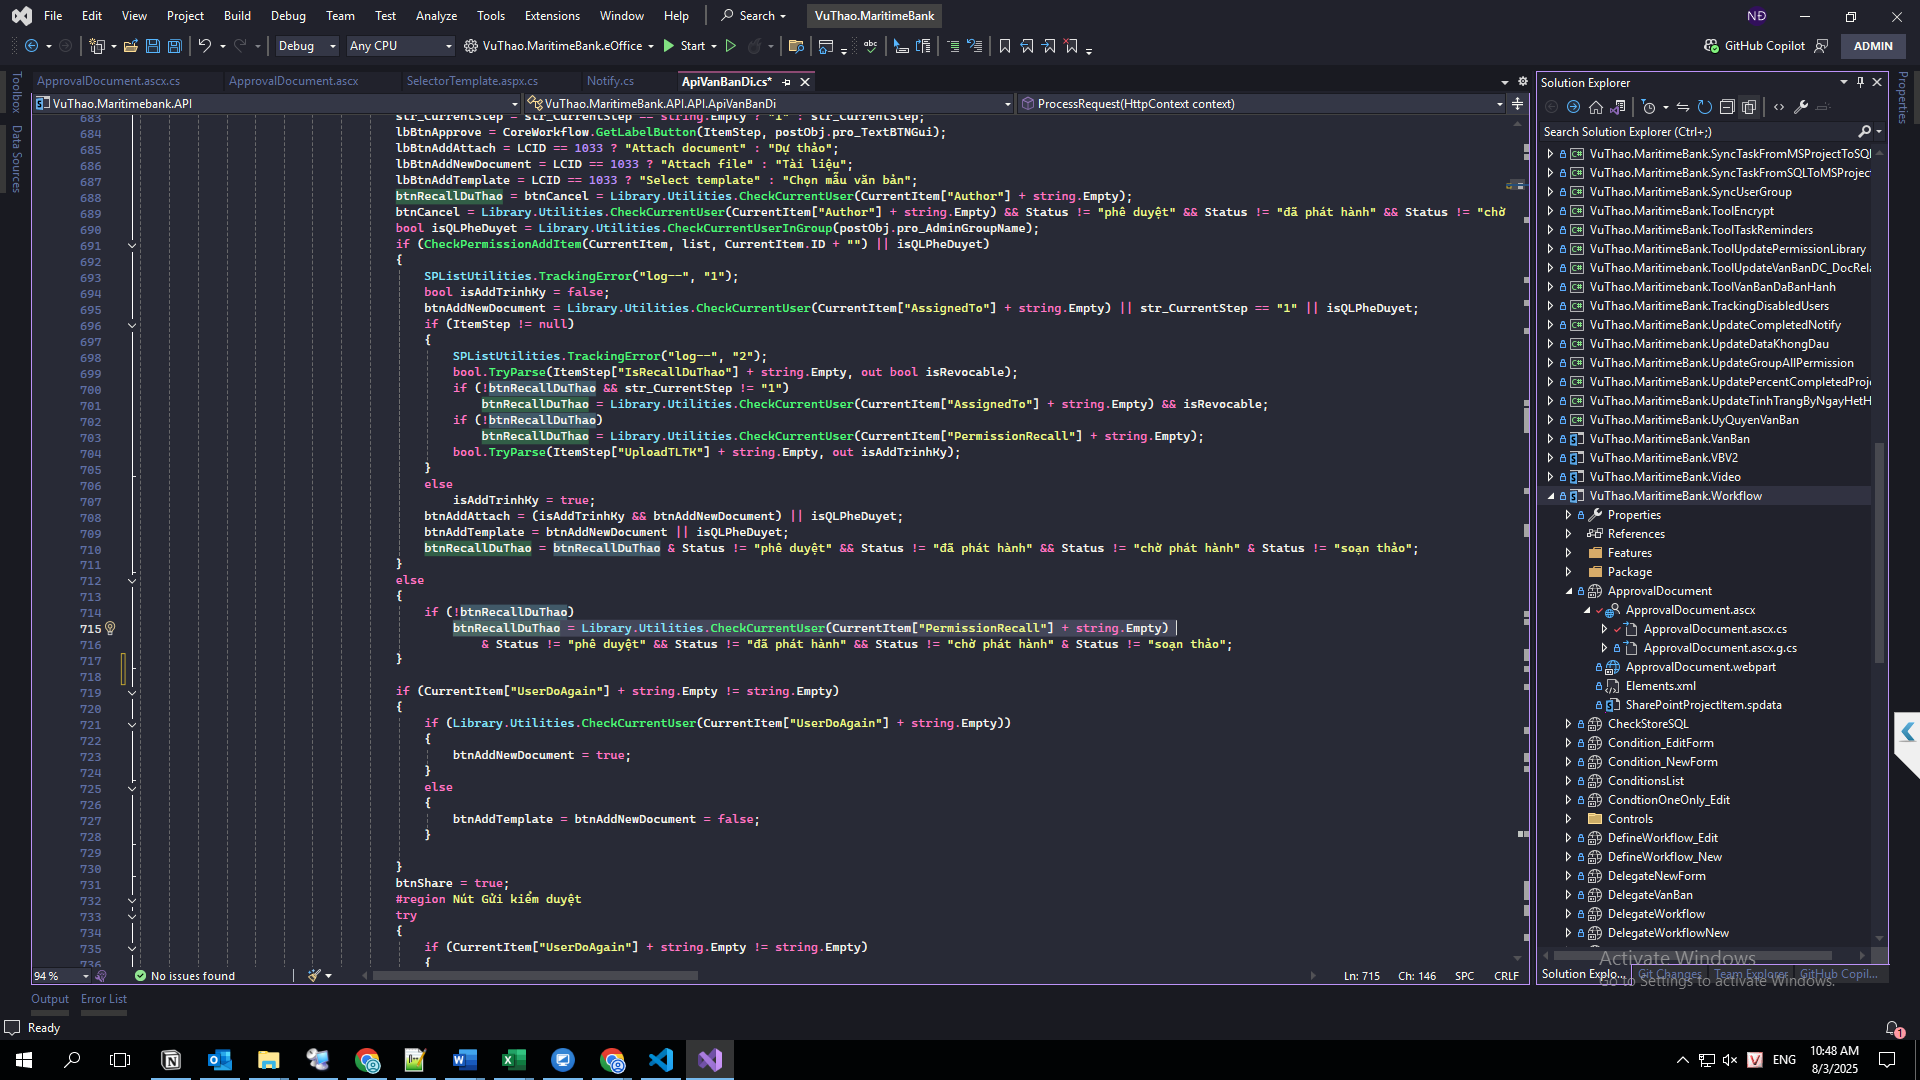 File Edit View Project Build Debug Team Test Analyze Tools Extensions Window Help Search VuThao.MaritimeBank NĐ
Debug Any CPU VuThao.MaritimeBank.eOffice Start GitHub Copilot ADMIN
ApprovalDocument.ascx.cs ApprovalDocument.ascx SelectorTemplate.aspx.cs Notify.cs ApiVanBanDi.cs*
VuThao.Maritimebank.API VuThao.MaritimeBank.API.API.ApiVanBanDi ProcessRequest(HttpContext context)
683 str_CurrentStep = str_CurrentStep == string.Empty ? "1" : str_CurrentStep;
684 lbBtnApprove = CoreWorkflow.GetLabelButton(ItemStep, postObj.pro_TextBTNGui);
685 lbBtnAddAttach = LCID == 1033 ? "Attach document" : "Dự thảo";
686 lbBtnAddNewDocument = LCID == 1033 ? "Attach file" : "Tài liệu";
687 lbBtnAddTemplate = LCID == 1033 ? "Select template" : "Chọn mẫu văn bản";
688 btnRecallDuThao = btnCancel = Library.Utilities.CheckCurrentUser(CurrentItem["Author"] + string.Empty);
689 btnCancel = Library.Utilities.CheckCurrentUser(CurrentItem["Author"] + string.Empty) && Status != "phê duyệt" && Status != "đã phát hành" && Status != "chờ
690 bool isQLPheDuyet = Library.Utilities.CheckCurrentUserInGroup(postObj.pro_AdminGroupName);
691 if (CheckPermissionAddItem(CurrentItem, list, CurrentItem.ID + "") || isQLPheDuyet)
692 {
693 SPListUtilities.TrackingError("log--", "1");
694 bool isAddTrinhKy = false;
695 btnAddNewDocument = Library.Utilities.CheckCurrentUser(CurrentItem["AssignedTo"] + string.Empty) || str_CurrentStep == "1" || isQLPheDuyet;
696 if (ItemStep != null)
697 {
698 SPListUtilities.TrackingError("log--", "2");
699 bool.TryParse(ItemStep["IsRecallDuThao"] + string.Empty, out bool isRevocable);
700 if (!btnRecallDuThao && str_CurrentStep != "1")
701 btnRecallDuThao = Library.Utilities.CheckCurrentUser(CurrentItem["AssignedTo"] + string.Empty) && isRevocable;
702 if (!btnRecallDuThao)
703 btnRecallDuThao = Library.Utilities.CheckCurrentUser(CurrentItem["PermissionRecall"] + string.Empty);
704 bool.TryParse(ItemStep["UploadTLTK"] + string.Empty, out isAddTrinhKy);
705 }
706 else
707 isAddTrinhKy = true;
708 btnAddAttach = (isAddTrinhKy && btnAddNewDocument) || isQLPheDuyet;
709 btnAddTemplate = btnAddNewDocument || isQLPheDuyet;
710 btnRecallDuThao = btnRecallDuThao & Status != "phê duyệt" && Status != "đã phát hành" && Status != "chờ phát hành" & Status != "soạn thảo";
711 }
712 else
713 {
714 if (!btnRecallDuThao)
715 btnRecallDuThao = Library.Utilities.CheckCurrentUser(CurrentItem["PermissionRecall"] + string.Empty)
716 & Status != "phê duyệt" && Status != "đã phát hành" && Status != "chờ phát hành" & Status != "soạn thảo";
717 }
718
719 if (CurrentItem["UserDoAgain"] + string.Empty != string.Empty)
720 {
721 if (Library.Utilities.CheckCurrentUser(CurrentItem["UserDoAgain"] + string.Empty))
722 {
723 btnAddNewDocument = true;
724 }
725 else
726 {
727 btnAddTemplate = btnAddNewDocument = false;
728 }
729
730 }
731 btnShare = true;
732 #region Nút Gửi kiểm duyệt
733 try
734 {
735 if (CurrentItem["UserDoAgain"] + string.Empty != string.Empty)
736 {
94 % No issues found Ln: 715 Ch: 146 SPC CRLF
Output Error List
Ready
Toolbox
Data Sources
Properties
Solution Explorer
Search Solution Explorer (Ctrl+;)
VuThao.MaritimeBank.SyncTaskFromMSProjectToSQL
VuThao.MaritimeBank.SyncTaskFromSQLToMSProjec
VuThao.MaritimeBank.SyncUserGroup
VuThao.MaritimeBank.ToolEncrypt
VuThao.MaritimeBank.ToolTaskReminders
VuThao.MaritimeBank.ToolUpdatePermissionLibrary
VuThao.MaritimeBank.ToolUpdateVanBanDC_DocRela
VuThao.MaritimeBank.ToolVanBanDaBanHanh
VuThao.MaritimeBank.TrackingDisabledUsers
VuThao.MaritimeBank.UpdateCompletedNotify
VuThao.MaritimeBank.UpdateDataKhongDau
VuThao.MaritimeBank.UpdateGroupAllPermission
VuThao.MaritimeBank.UpdatePercentCompletedProj
VuThao.MaritimeBank.UpdateTinhTrangByNgayHetH
VuThao.MaritimeBank.UyQuyenVanBan
VuThao.MaritimeBank.VanBan
VuThao.MaritimeBank.VBV2
VuThao.MaritimeBank.Video
VuThao.MaritimeBank.Workflow
Properties
References
Features
Package
ApprovalDocument
ApprovalDocument.ascx
ApprovalDocument.ascx.cs
ApprovalDocument.ascx.g.cs
ApprovalDocument.webpart
Elements.xml
SharePointProjectItem.spdata
CheckStoreSQL
Condition_EditForm
Condition_NewForm
ConditionsList
CondtionOneOnly_Edit
Controls
DefineWorkflow_Edit
DefineWorkflow_New
DelegateNewForm
DelegateVanBan
DelegateWorkflow
DelegateWorkflowNew
Activate Windows
Go to Settings to activate Windows.
Solution Explo... Git Changes Team Explorer GitHub Copil...
1
ENG 10:48 AM
8/3/2025